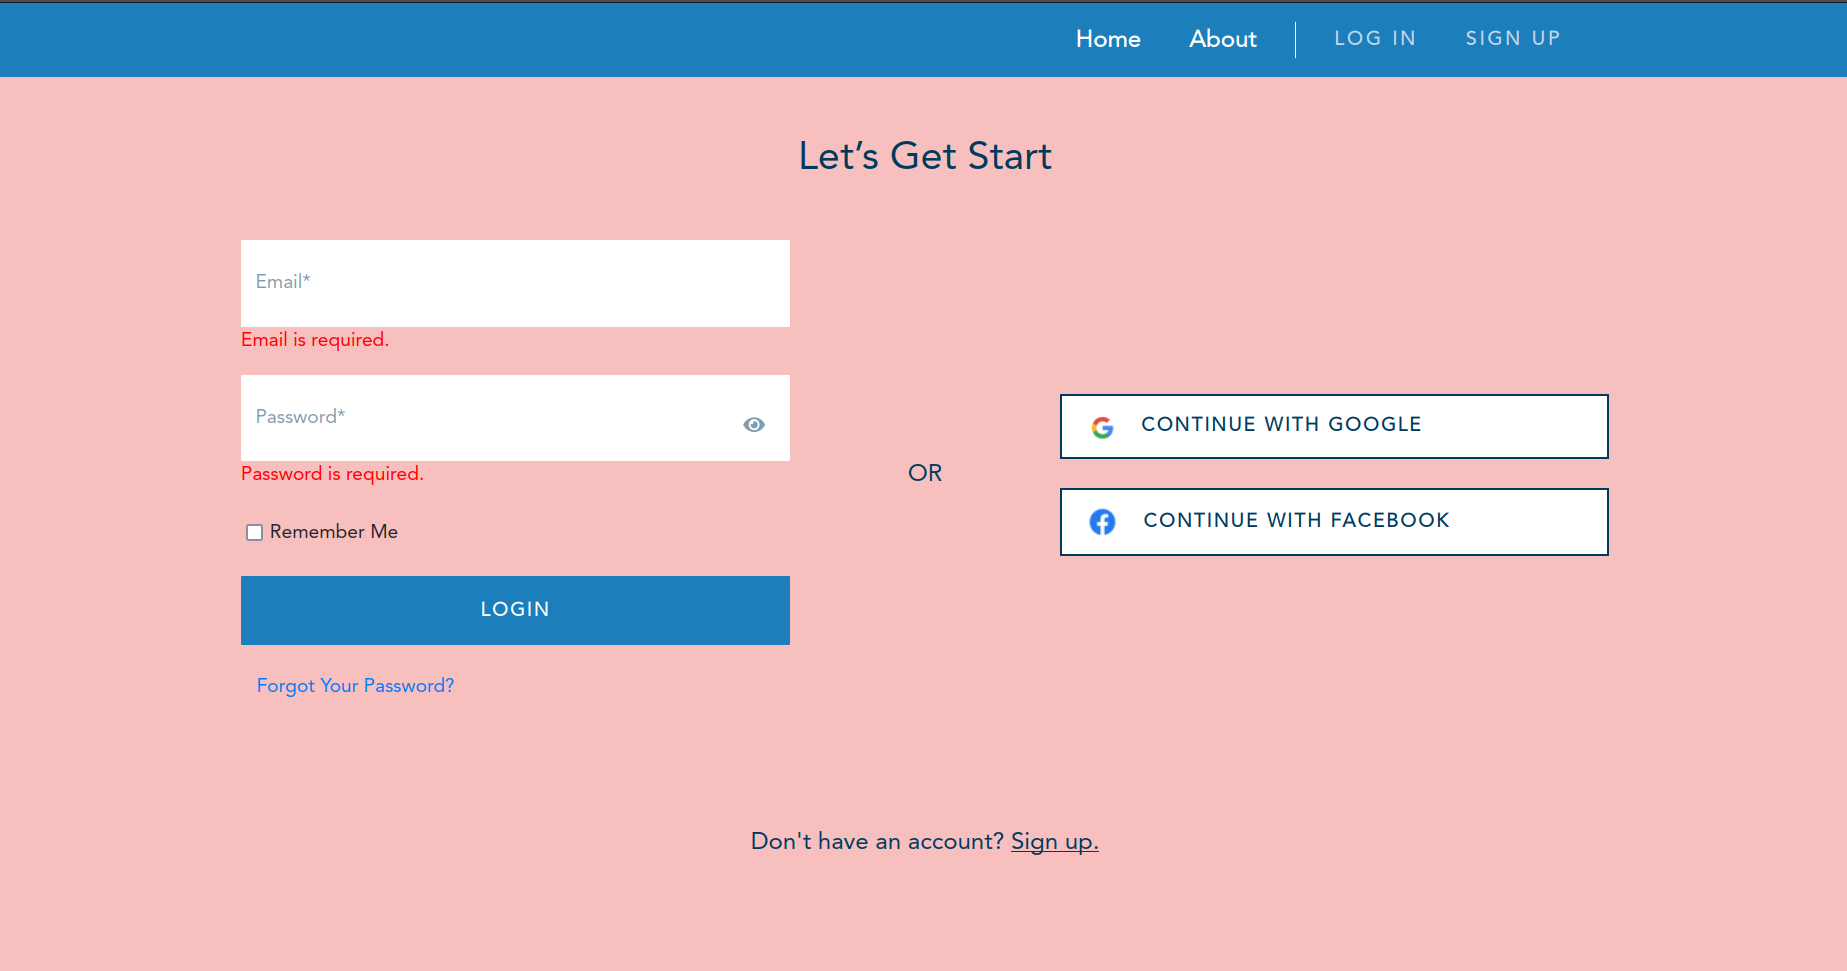 Home About LOG IN SIGN UP
Let’s Get Start
Email*
Email is required.
Password*
Password is required.
Remember Me
LOGIN
Forgot Your Password?
OR
CONTINUE WITH GOOGLE
CONTINUE WITH FACEBOOK
Don't have an account? Sign up.